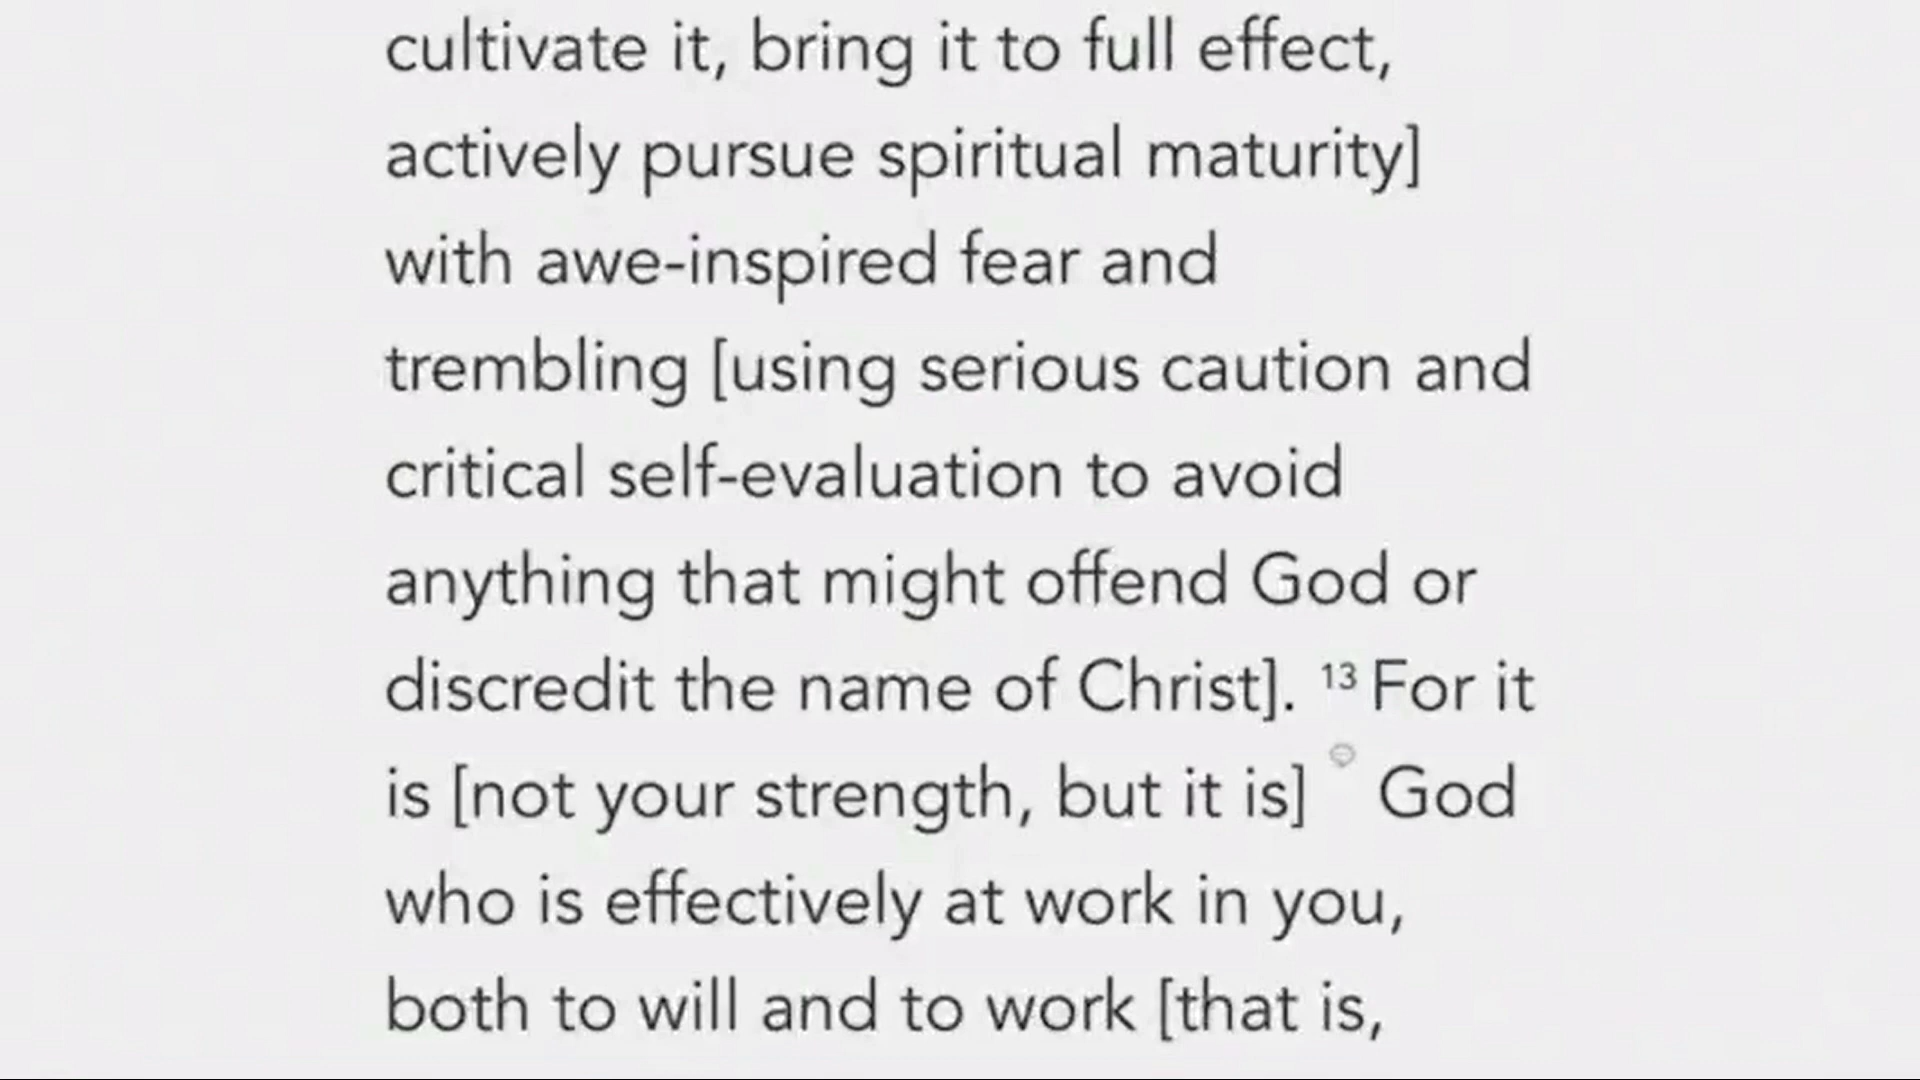 cultivate it, bring it to full effect,
actively pursue spiritual maturity]
with awe-inspired fear and
trembling [using serious caution and
critical self-evaluation to avoid
anything that might offend God or
discredit the name of Christ]. 13 For it
is [not your strength, but it is] God
who is effectively at work in you,
both to will and to work [that is,